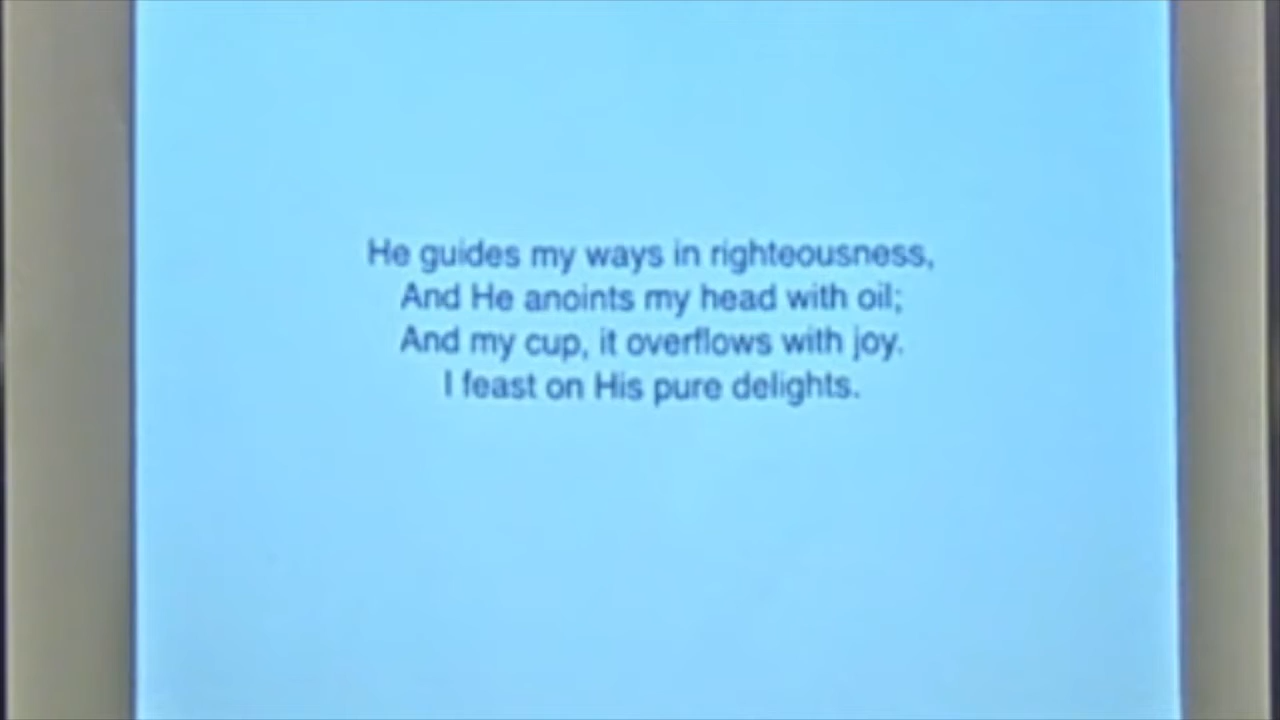 He guides my ways in righteousness,
And He anoints my head with oil;
And my cup, it overflows with joy.
I feast on His pure delights.